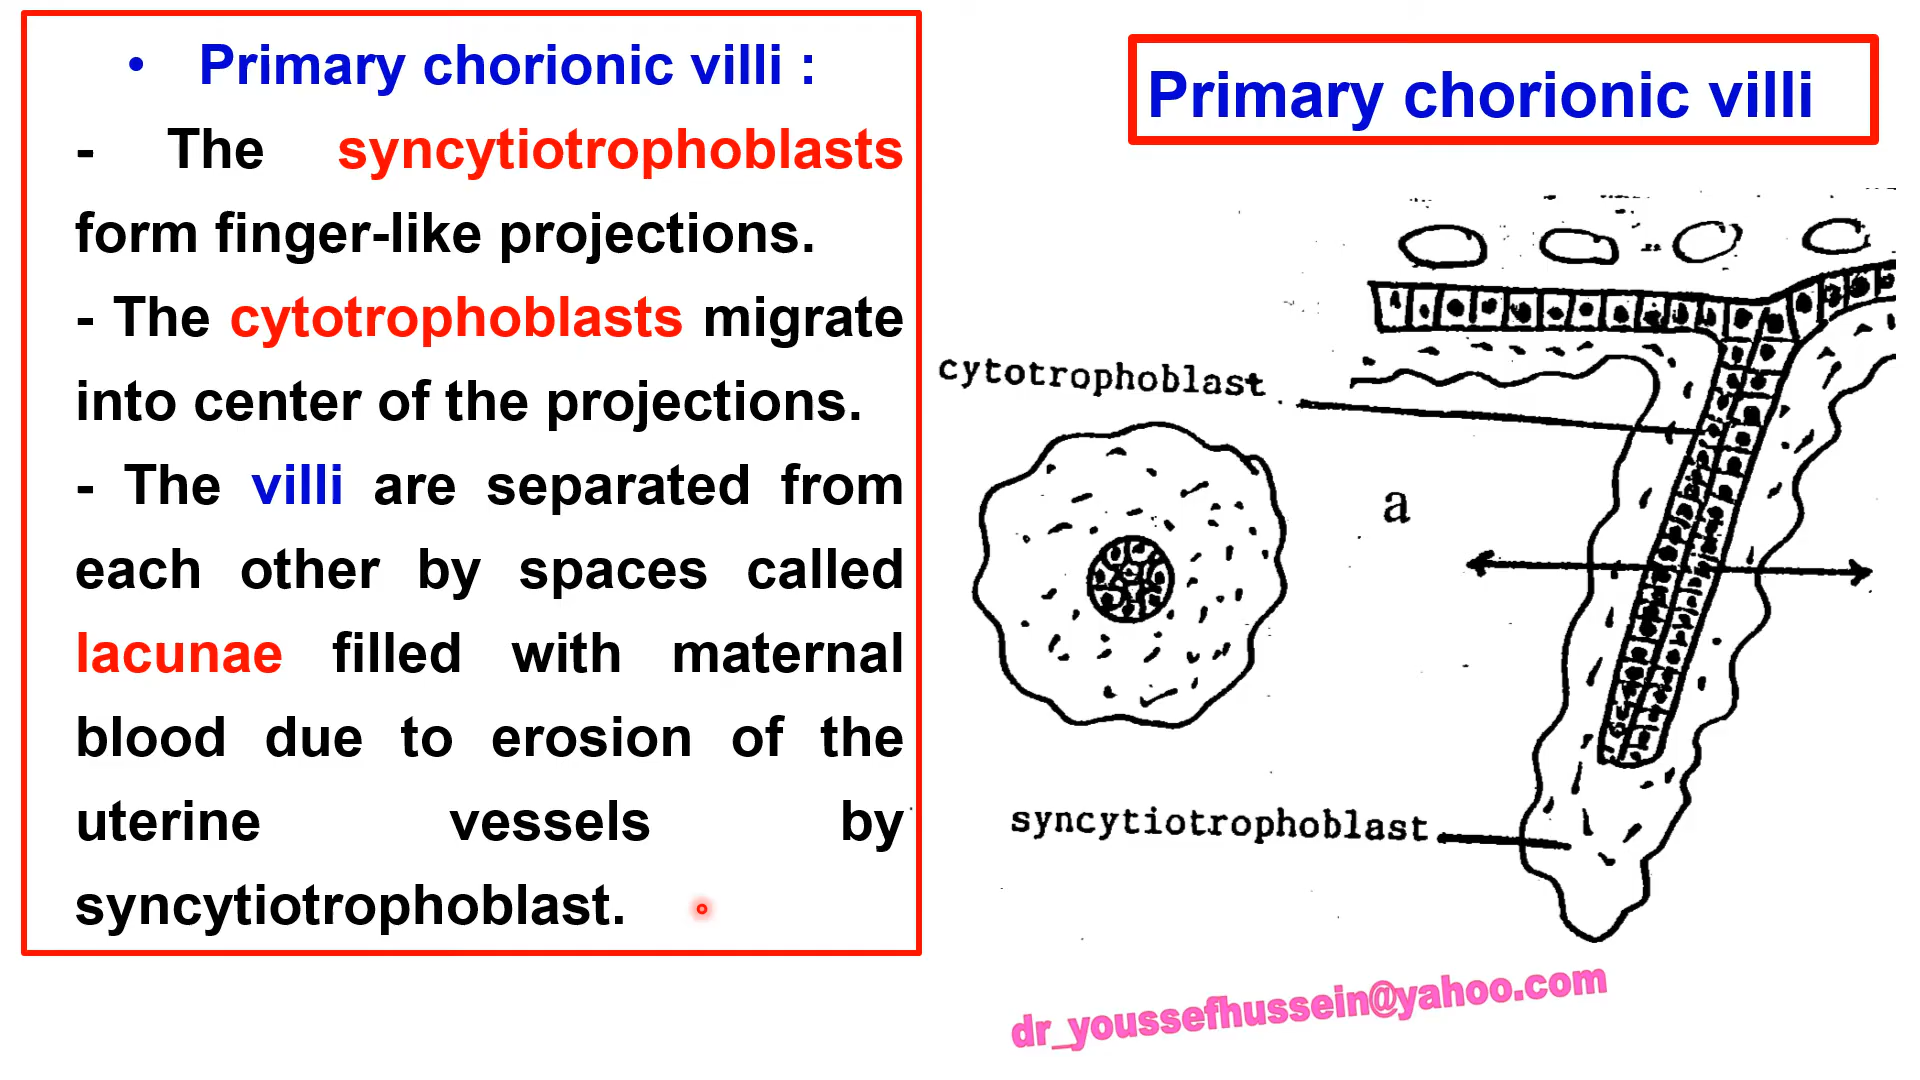 • Primary chorionic villi :
- The syncytiotrophoblasts
form finger-like projections.
- The cytotrophoblasts migrate
into center of the projections.
- The villi are separated from
each other by spaces called
lacunae filled with maternal
blood due to erosion of the
uterine vessels by
syncytiotrophoblast.
Primary chorionic villi
cytotrophoblast
a
syncytiotrophoblast
dr_youssefhussein@yahoo.com